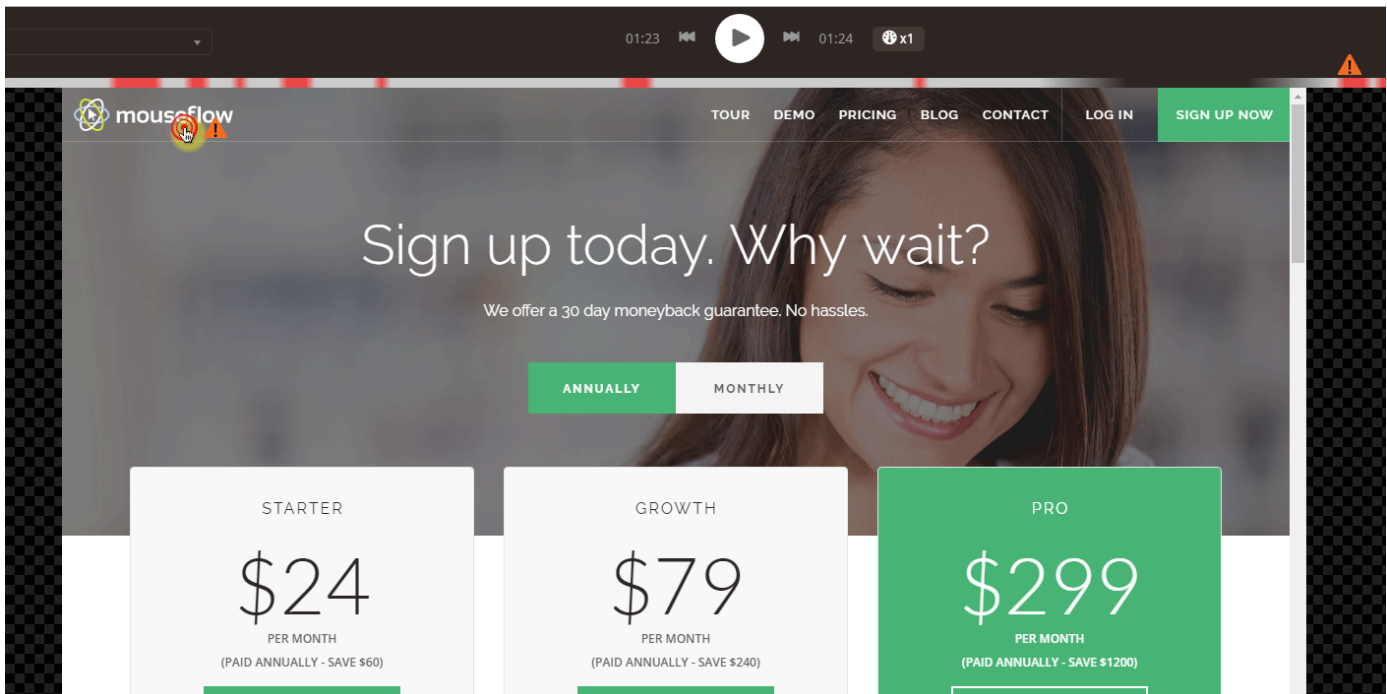 01:23 01:24 x1
mouseflow TOUR DEMO PRICING BLOG CONTACT LOG IN SIGN UP NOW
Sign up today. Why wait?
We offer a 30 day moneyback guarantee. No hassles.
ANNUALLY MONTHLY
STARTER
$24
PER MONTH
(PAID ANNUALLY - SAVE $60)
GROWTH
$79
PER MONTH
(PAID ANNUALLY - SAVE $240)
PRO
$299
PER MONTH
(PAID ANNUALLY - SAVE $1200)